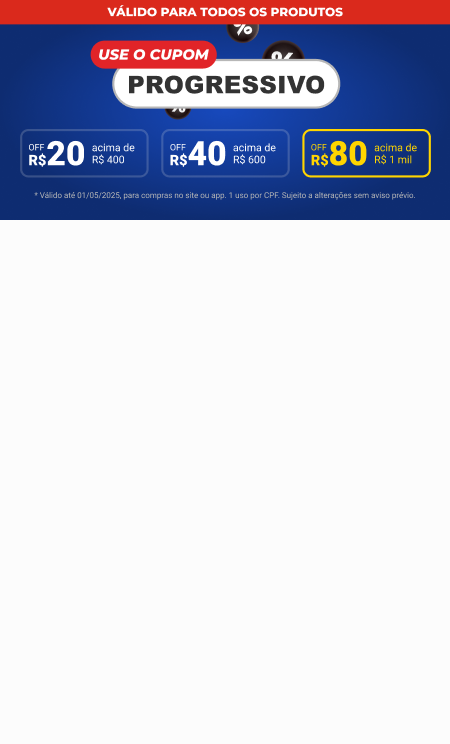 VÁLIDO PARA TODOS OS PRODUTOS
%
%
USE O CUPOM
PROGRESSIVO
%
OFF R$20 acima de R$ 400
OFF R$40 acima de R$ 600
OFF R$80 acima de R$ 1 mil
* Válido até 01/05/2025, para compras no site ou app. 1 uso por CPF. Sujeito a alterações sem aviso prévio.